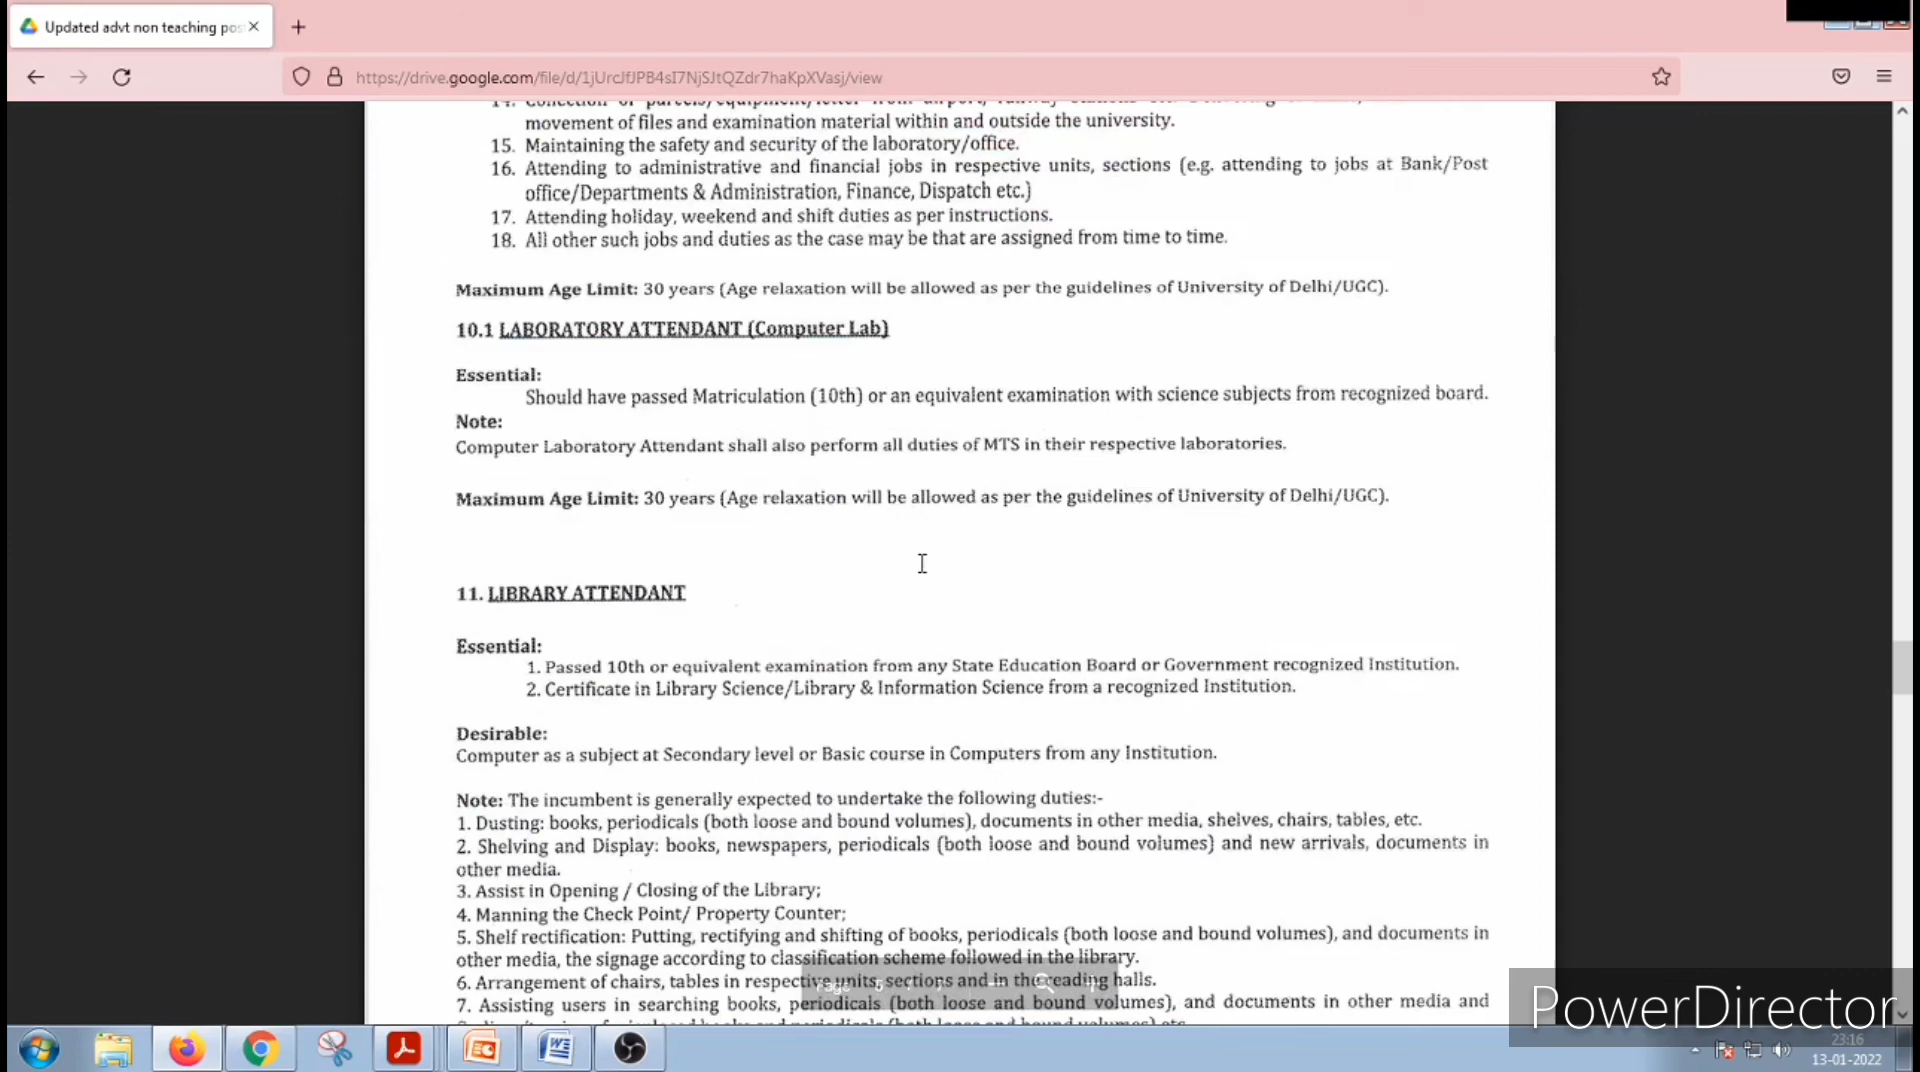 Updated advt non teaching pos
https://drive.google.com/file/d/1jUrcJfJPB4sI7NjSJtQZdr7haKpXVasj/view
14. Collection of parcels/equipment/letter from airport, railway stations etc.
movement of files and examination material within and outside the university.
15. Maintaining the safety and security of the laboratory/office.
16. Attending to administrative and financial jobs in respective units, sections (e.g. attending to jobs at Bank/Post
office/Departments & Administration, Finance, Dispatch etc.)
17. Attending holiday, weekend and shift duties as per instructions.
18. All other such jobs and duties as the case may be that are assigned from time to time.
Maximum Age Limit: 30 years (Age relaxation will be allowed as per the guidelines of University of Delhi/UGC).
10.1 LABORATORY ATTENDANT (Computer Lab)
Essential:
Should have passed Matriculation (10th) or an equivalent examination with science subjects from recognized board.
Note:
Computer Laboratory Attendant shall also perform all duties of MTS in their respective laboratories.
Maximum Age Limit: 30 years (Age relaxation will be allowed as per the guidelines of University of Delhi/UGC).
11. LIBRARY ATTENDANT
Essential:
1. Passed 10th or equivalent examination from any State Education Board or Government recognized Institution.
2. Certificate in Library Science/Library & Information Science from a recognized Institution.
Desirable:
Computer as a subject at Secondary level or Basic course in Computers from any Institution.
Note: The incumbent is generally expected to undertake the following duties:-
1. Dusting: books, periodicals (both loose and bound volumes), documents in other media, shelves, chairs, tables, etc.
2. Shelving and Display: books, newspapers, periodicals (both loose and bound volumes) and new arrivals, documents in
other media.
3. Assist in Opening / Closing of the Library;
4. Manning the Check Point/ Property Counter;
5. Shelf rectification: Putting, rectifying and shifting of books, periodicals (both loose and bound volumes), and documents in
other media, the signage according to classification scheme followed in the library.
6. Arrangement of chairs, tables in respective units, sections and in the reading halls.
7. Assisting users in searching books, periodicals (both loose and bound volumes), and documents in other media and
Page
PowerDirector
23:16
13-01-2022